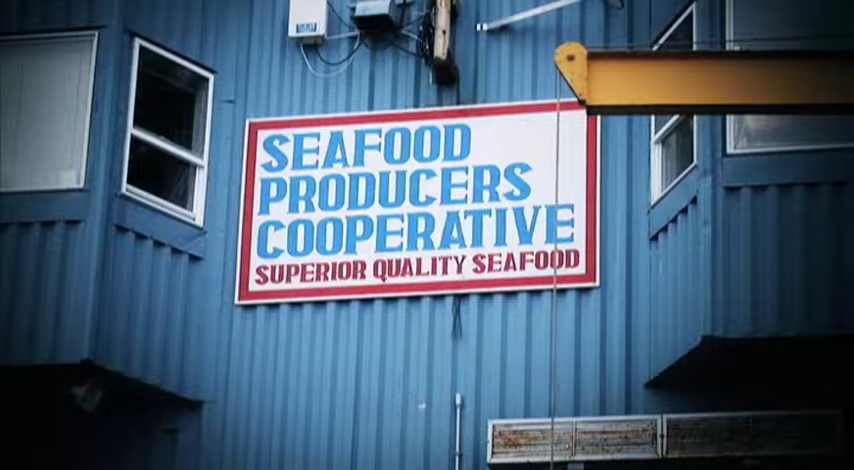 SEAFOOD
PRODUCERS
COOPERATIVE
SUPERIOR QUALITY SEAFOOD